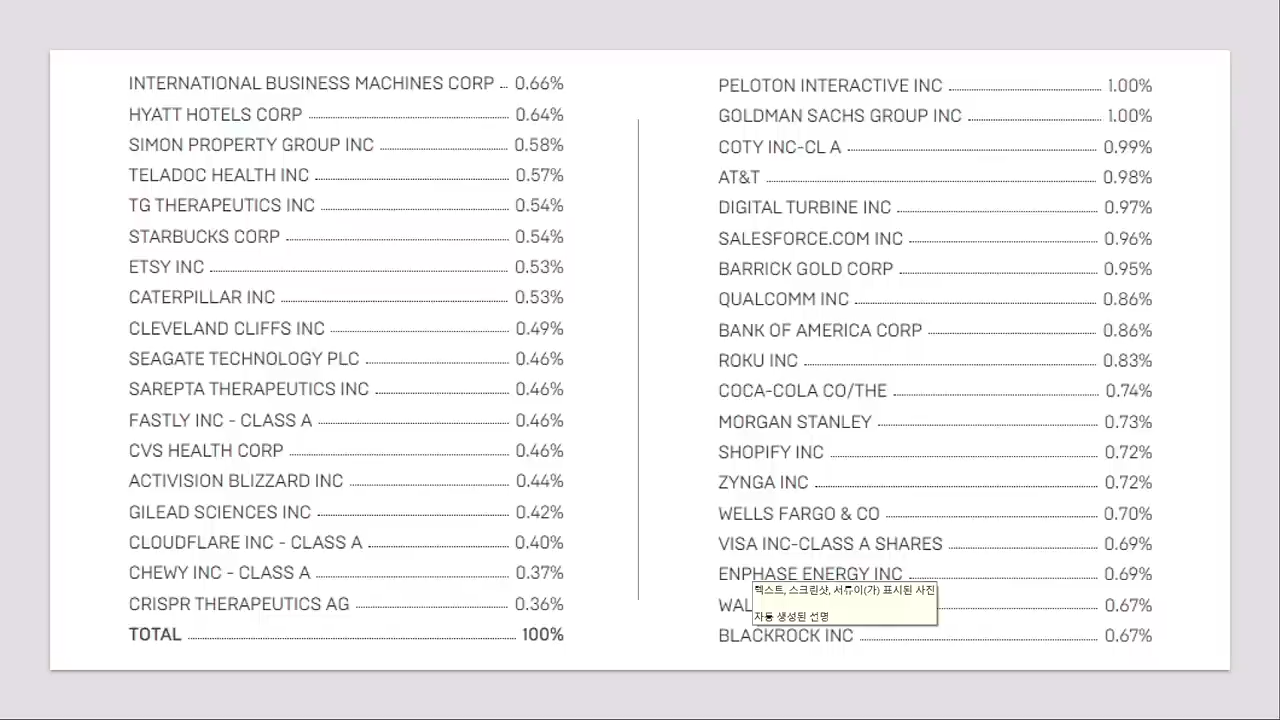 INTERNATIONAL BUSINESS MACHINES CORP 0.66%
HYATT HOTELS CORP 0.64%
SIMON PROPERTY GROUP INC 0.58%
TELADOC HEALTH INC 0.57%
TG THERAPEUTICS INC 0.54%
STARBUCKS CORP 0.54%
ETSY INC 0.53%
CATERPILLAR INC 0.53%
CLEVELAND CLIFFS INC 0.49%
SEAGATE TECHNOLOGY PLC 0.46%
SAREPTA THERAPEUTICS INC 0.46%
FASTLY INC - CLASS A 0.46%
CVS HEALTH CORP 0.46%
ACTIVISION BLIZZARD INC 0.44%
GILEAD SCIENCES INC 0.42%
CLOUDFLARE INC - CLASS A 0.40%
CHEWY INC - CLASS A 0.37%
CRISPR THERAPEUTICS AG 0.36%
TOTAL 100%
PELOTON INTERACTIVE INC 1.00%
GOLDMAN SACHS GROUP INC 1.00%
COTY INC-CL A 0.99%
AT&T 0.98%
DIGITAL TURBINE INC 0.97%
SALESFORCE.COM INC 0.96%
BARRICK GOLD CORP 0.95%
QUALCOMM INC 0.86%
BANK OF AMERICA CORP 0.86%
ROKU INC 0.83%
COCA-COLA CO/THE 0.74%
MORGAN STANLEY 0.73%
SHOPIFY INC 0.72%
ZYNGA INC 0.72%
WELLS FARGO & CO 0.70%
VISA INC-CLASS A SHARES 0.69%
ENPHASE ENERGY INC 0.69%
텍스트, 스크린샷, 서류이(가) 표시된 사진
0.67%
자동 생성된 설명
BLACKROCK INC 0.67%